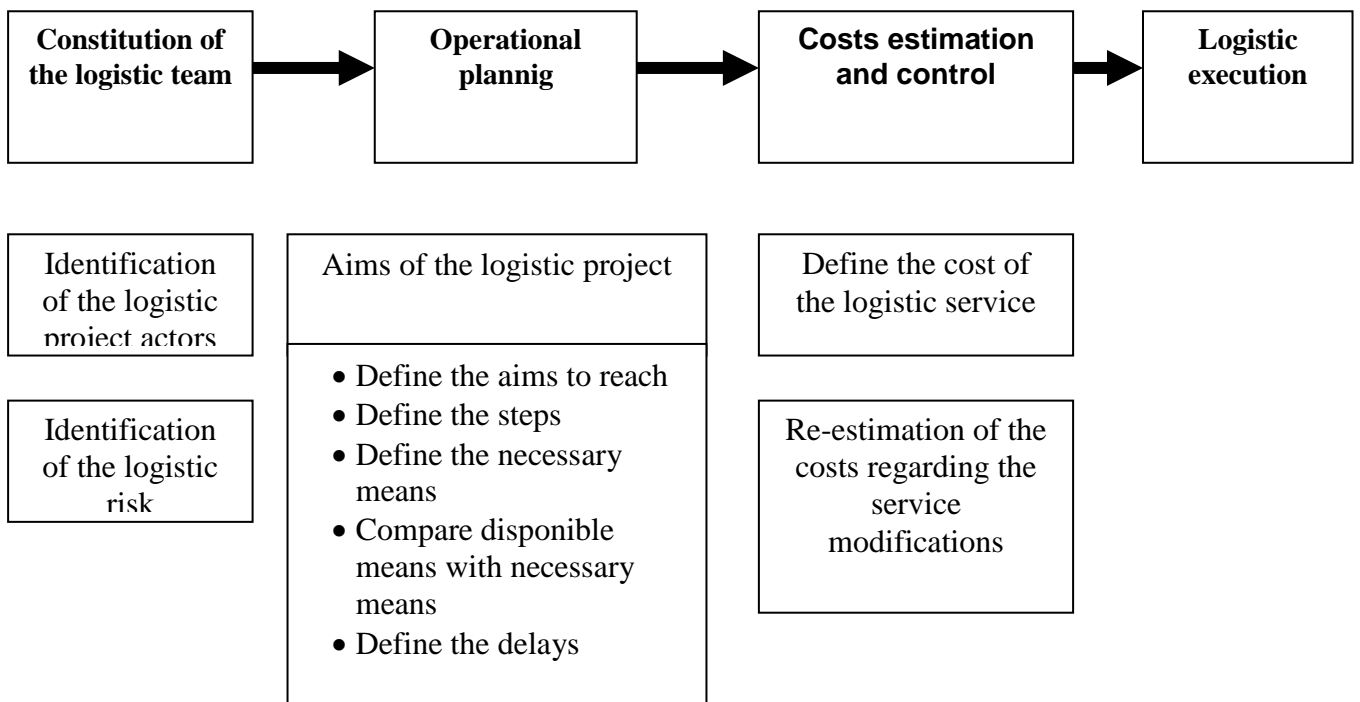 Constitution of
the logistic team
Operational
plannig
Costs estimation
and control
Logistic
execution
Identification
of the logistic
project actors
Aims of the logistic project
Define the cost of
the logistic service
• Define the aims to reach
• Define the steps
• Define the necessary
means
• Compare disponible
means with necessary
means
• Define the delays
Identification
of the logistic
risk
Re-estimation of the
costs regarding the
service
modifications